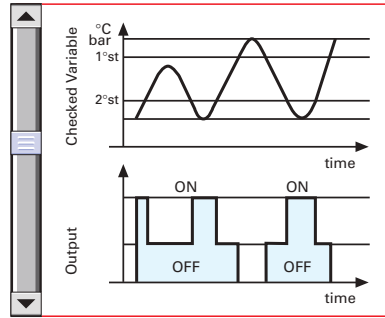 °C
bar
1°st
2°st
Checked Variable
time
ON ON
Output
OFF OFF
time